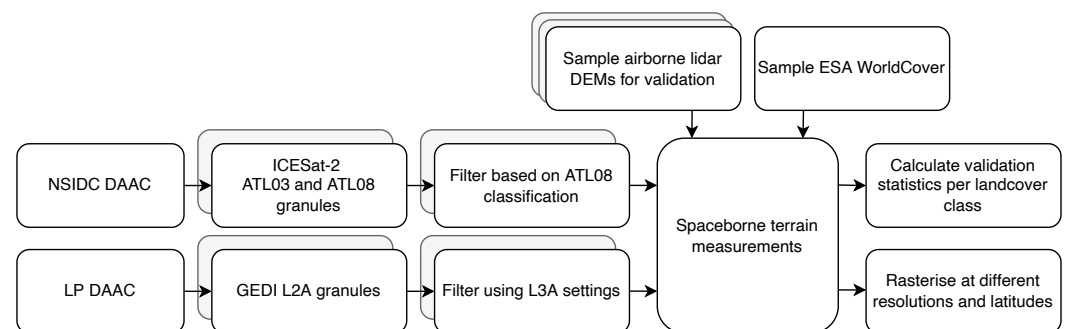 Sample airborne lidar
DEMs for validation
Sample ESA WorldCover
NSIDC DAAC
ICESat-2
ATL03 and ATL08
granules
Filter based on ATL08
classification
Spaceborne terrain
measurements
Calculate validation
statistics per landcover
class
LP DAAC
GEDI L2A granules
Filter using L3A settings
Rasterise at different
resolutions and latitudes